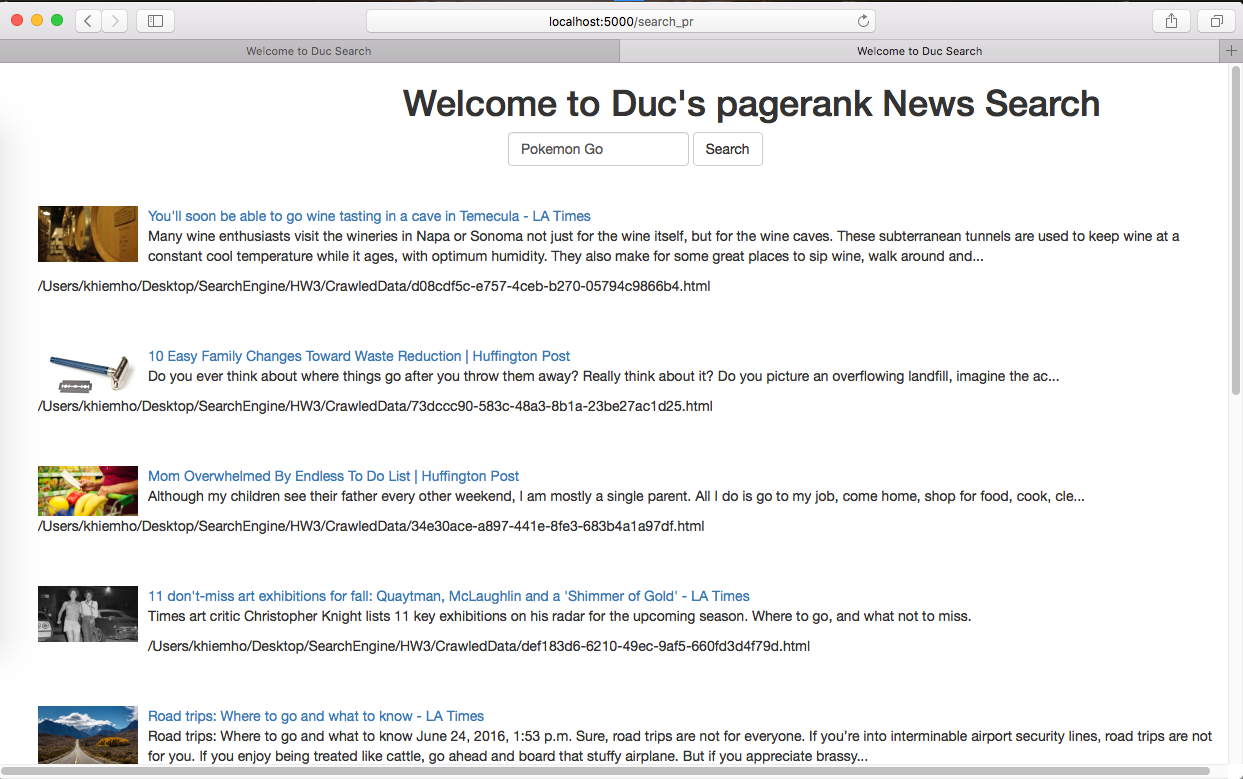 localhost:5000/search_pr
Welcome to Duc Search
Welcome to Duc Search
Welcome to Duc's pagerank News Search
Pokemon Go
Search
You'll soon be able to go wine tasting in a cave in Temecula - LA Times
Many wine enthusiasts visit the wineries in Napa or Sonoma not just for the wine itself, but for the wine caves. These subterranean tunnels are used to keep wine at a
constant cool temperature while it ages, with optimum humidity. They also make for some great places to sip wine, walk around and...
/Users/khiemho/Desktop/SearchEngine/HW3/CrawledData/d08cdf5c-e757-4ceb-b270-05794c9866b4.html
10 Easy Family Changes Toward Waste Reduction | Huffington Post
Do you ever think about where things go after you throw them away? Really think about it? Do you picture an overflowing landfill, imagine the ac...
/Users/khiemho/Desktop/SearchEngine/HW3/CrawledData/73dccc90-583c-48a3-8b1a-23be27ac1d25.html
Mom Overwhelmed By Endless To Do List | Huffington Post
Although my children see their father every other weekend, I am mostly a single parent. All I do is go to my job, come home, shop for food, cook, cle...
/Users/khiemho/Desktop/SearchEngine/HW3/CrawledData/34e30ace-a897-441e-8fe3-683b4a1a97df.html
11 don't-miss art exhibitions for fall: Quaytman, McLaughlin and a 'Shimmer of Gold' - LA Times
Times art critic Christopher Knight lists 11 key exhibitions on his radar for the upcoming season. Where to go, and what not to miss.
/Users/khiemho/Desktop/SearchEngine/HW3/CrawledData/def183d6-6210-49ec-9af5-660fd3d4f79d.html
Road trips: Where to go and what to know - LA Times
Road trips: Where to go and what to know June 24, 2016, 1:53 p.m. Sure, road trips are not for everyone. If you're into interminable airport security lines, road trips are not
for you. If you enjoy being treated like cattle, go ahead and board that stuffy airplane. But if you appreciate brassy...